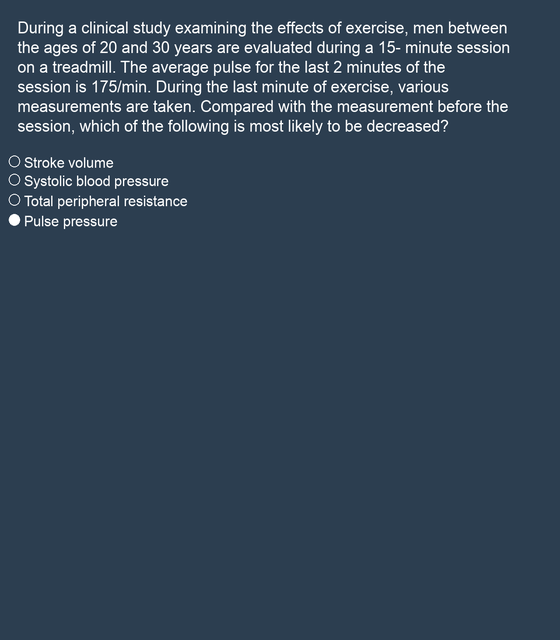 During a clinical study examining the effects of exercise, men between
the ages of 20 and 30 years are evaluated during a 15- minute session
on a treadmill. The average pulse for the last 2 minutes of the
session is 175/min. During the last minute of exercise, various
measurements are taken. Compared with the measurement before the
session, which of the following is most likely to be decreased?
Stroke volume
Systolic blood pressure
Total peripheral resistance
Pulse pressure